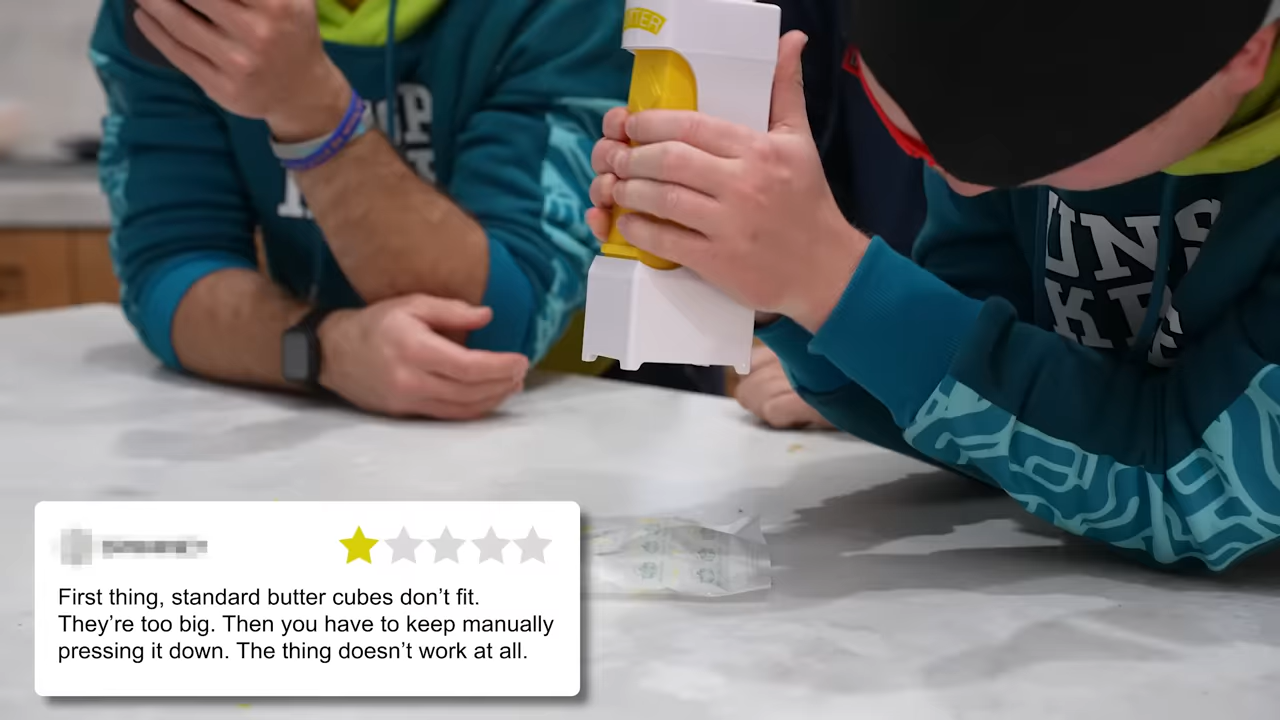 First thing, standard butter cubes don't fit.
They're too big. Then you have to keep manually
pressing it down. The thing doesn't work at all.